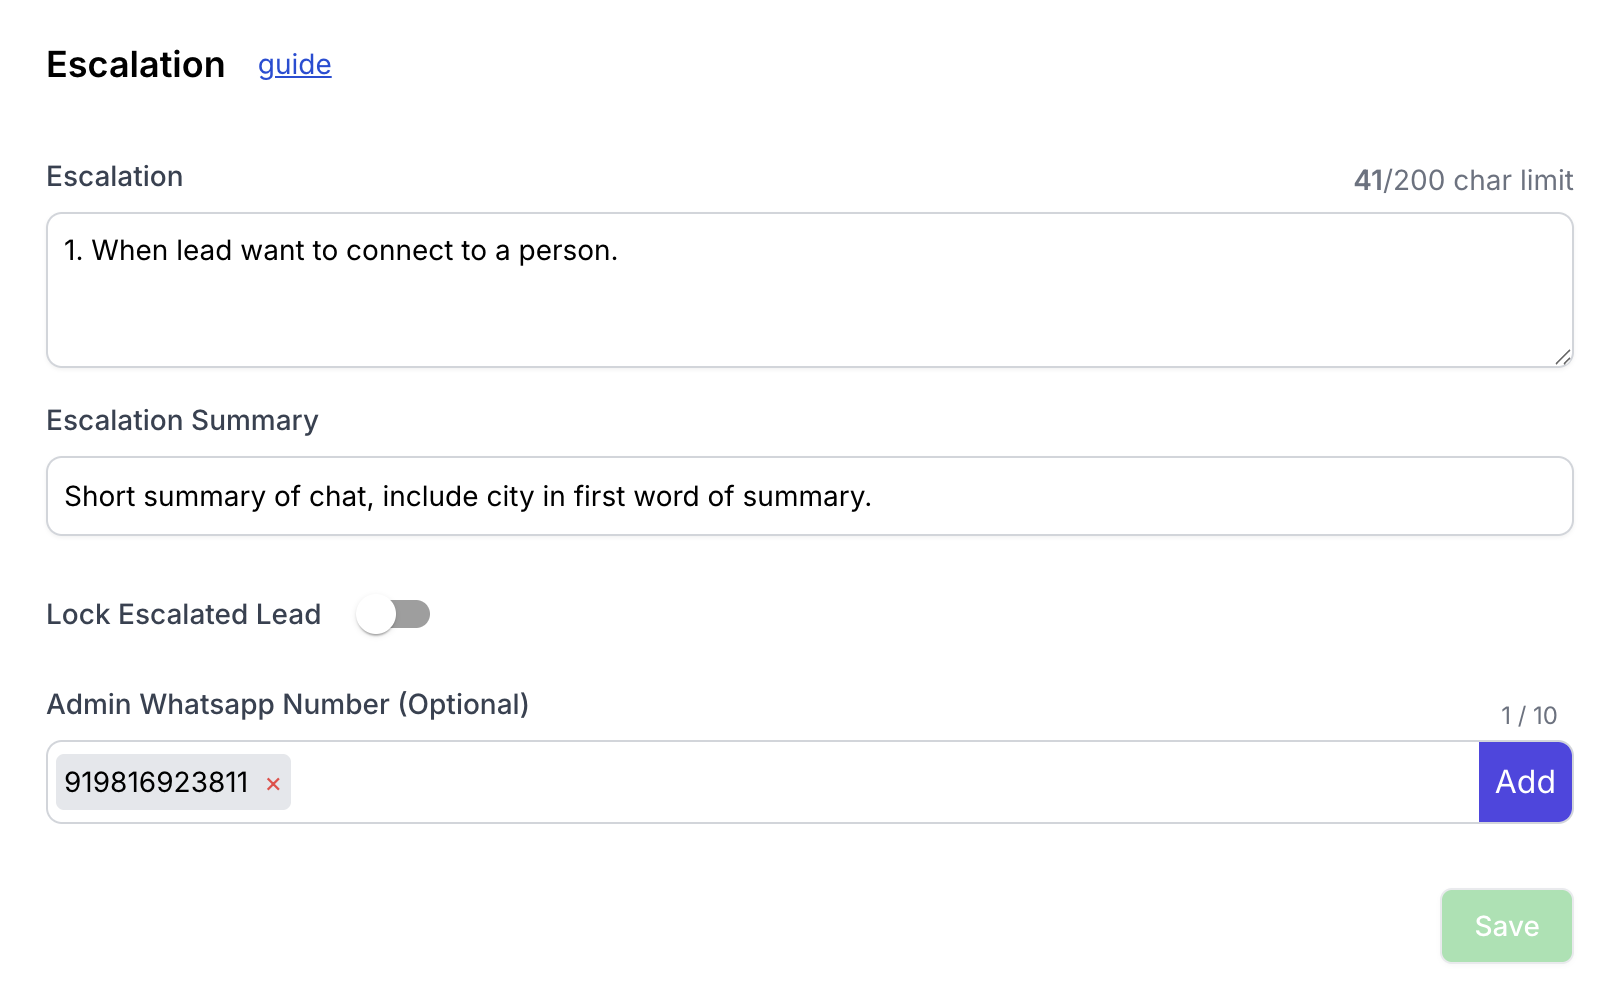 Escalation guide
Escalation
41/200 char limit
1. When lead want to connect to a person.
Escalation Summary
Short summary of chat, include city in first word of summary.
Lock Escalated Lead
Admin Whatsapp Number (Optional)
1 / 10
919816923811 ×
Add
Save